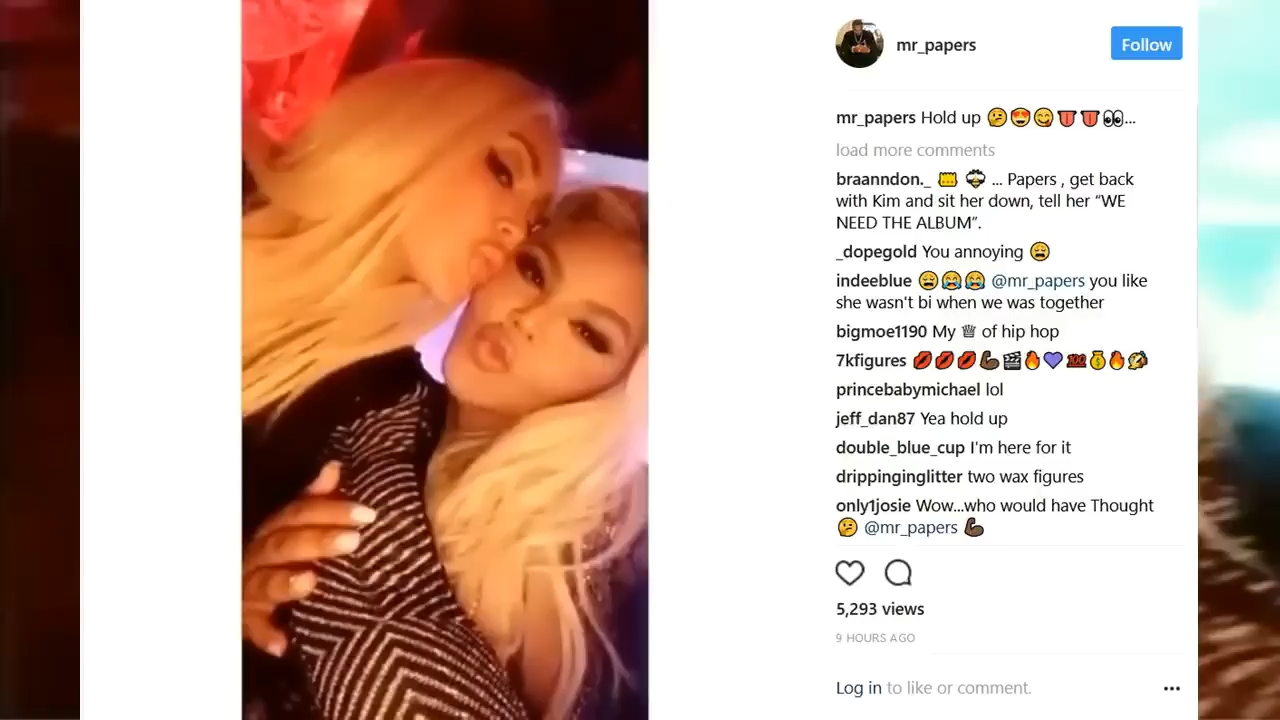 mr_papers
Follow
mr_papers Hold up 🤔😍😋👅👅👀...
load more comments
braanndon._ ... Papers , get back
with Kim and sit her down, tell her “WE
NEED THE ALBUM”.
_dopegold You annoying 😩
indeeblue 😩😂😂 @mr_papers you like
she wasn't bi when we was together
bigmoe1190 My ♕ of hip hop
7kfigures 💋💋💋💪🏿🎬🔥💜💯💰🔥🤣
princebabymichael lol
jeff_dan87 Yea hold up
double_blue_cup I'm here for it
drippinginglitter two wax figures
only1josie Wow...who would have Thought
🤔 @mr_papers 💪🏿
5,293 views
9 HOURS AGO
Log in to like or comment.